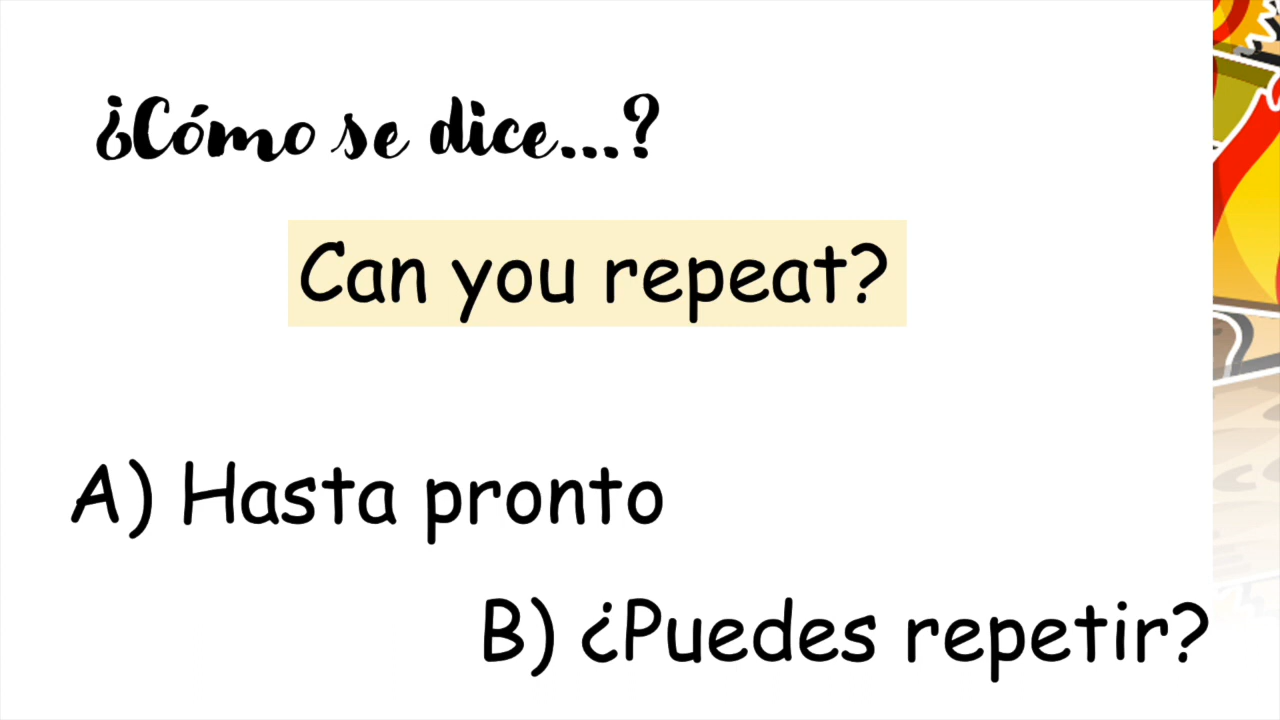 ¿Cómo se dice...?
Can you repeat?
A) Hasta pronto
B) ¿Puedes repetir?